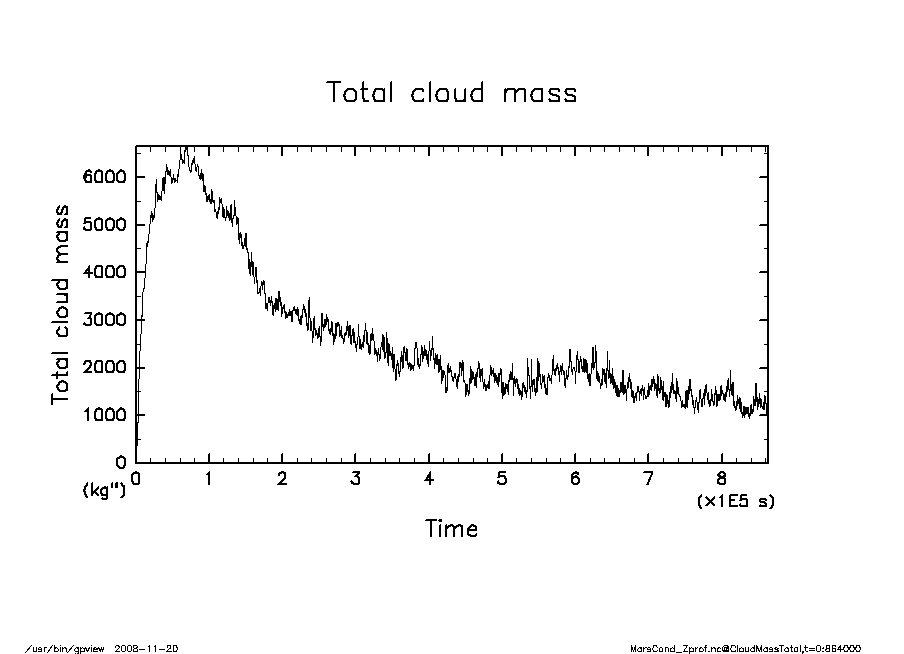 Total cloud mass
Total cloud mass
6000
5000
4000
3000
2000
1000
0
0 1 2 3 4 5 6 7 8
(kg")
(×1E5 s)
Time
/usr/bin/gpview 2008-11-20
MarsCond_Zprof.nc@CloudMassTotal,t=0:864000